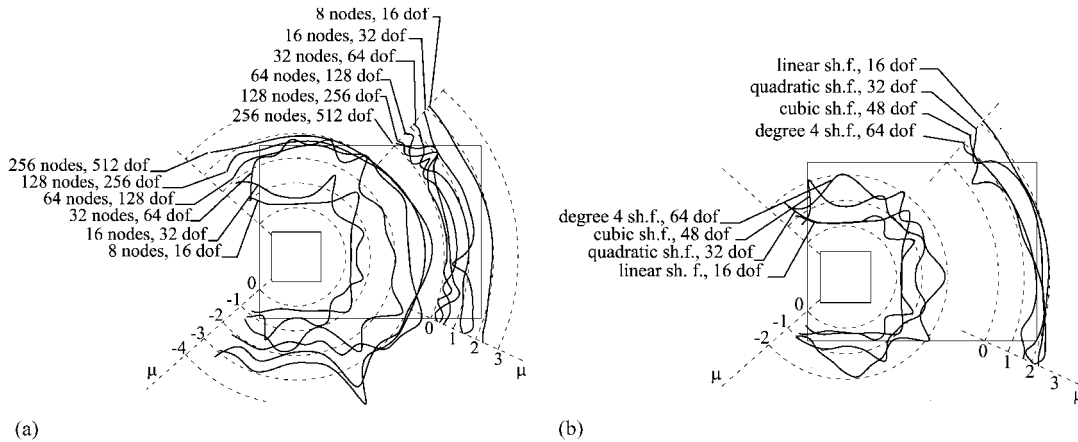 8 nodes, 16 dof
16 nodes, 32 dof
32 nodes, 64 dof
64 nodes, 128 dof
128 nodes, 256 dof
256 nodes, 512 dof
256 nodes, 512 dof
128 nodes, 256 dof
64 nodes, 128 dof
32 nodes, 64 dof
16 nodes, 32 dof
8 nodes, 16 dof
0
-1
-2
-3
-4
μ
0
1
2
3
μ
(a)
linear sh.f., 16 dof
quadratic sh.f., 32 dof
cubic sh.f., 48 dof
degree 4 sh.f., 64 dof
degree 4 sh.f., 64 dof
cubic sh.f., 48 dof
quadratic sh.f., 32 dof
linear sh. f., 16 dof
0
-1
-2
μ
0
1
2
3
μ
(b)